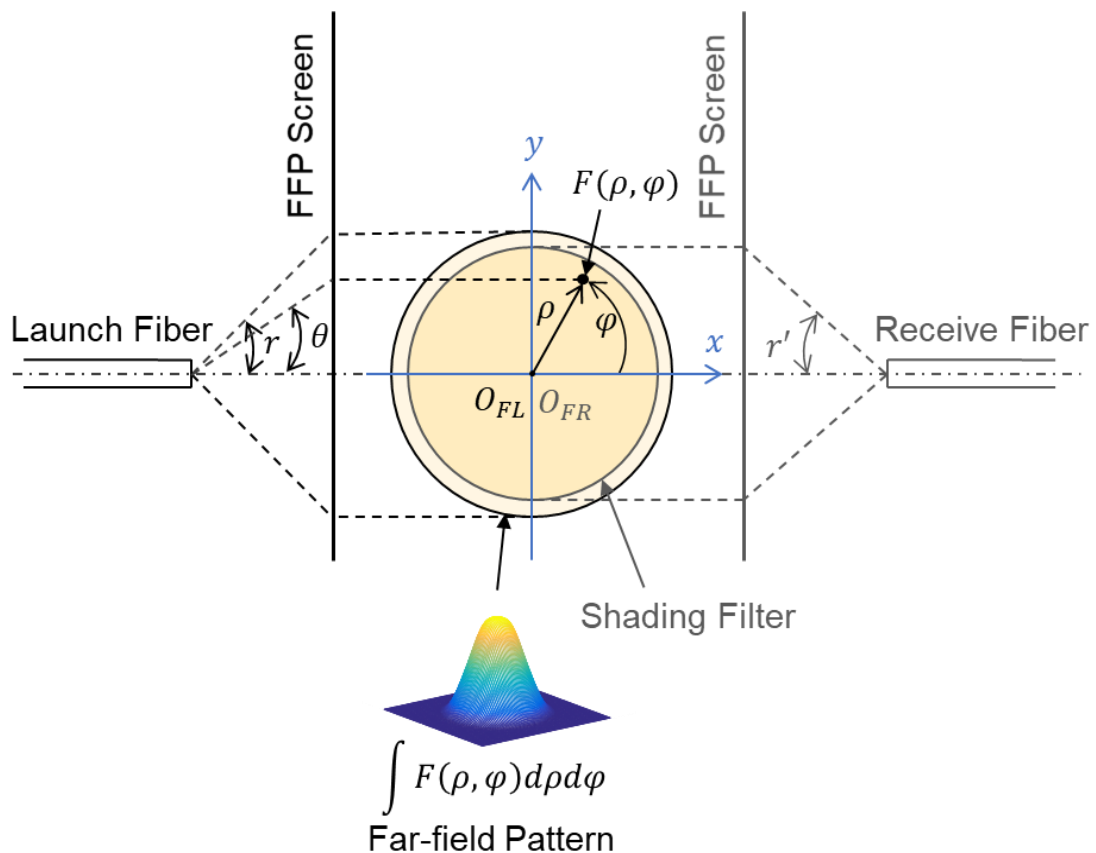 FFP Screen
FFP Screen
y
F(ρ, φ)
Launch Fiber
r
θ
ρ
φ
x
r′
Receive Fiber
O_FL
O_FR
Shading Filter
∫ F(ρ, φ)dρdφ
Far-field Pattern